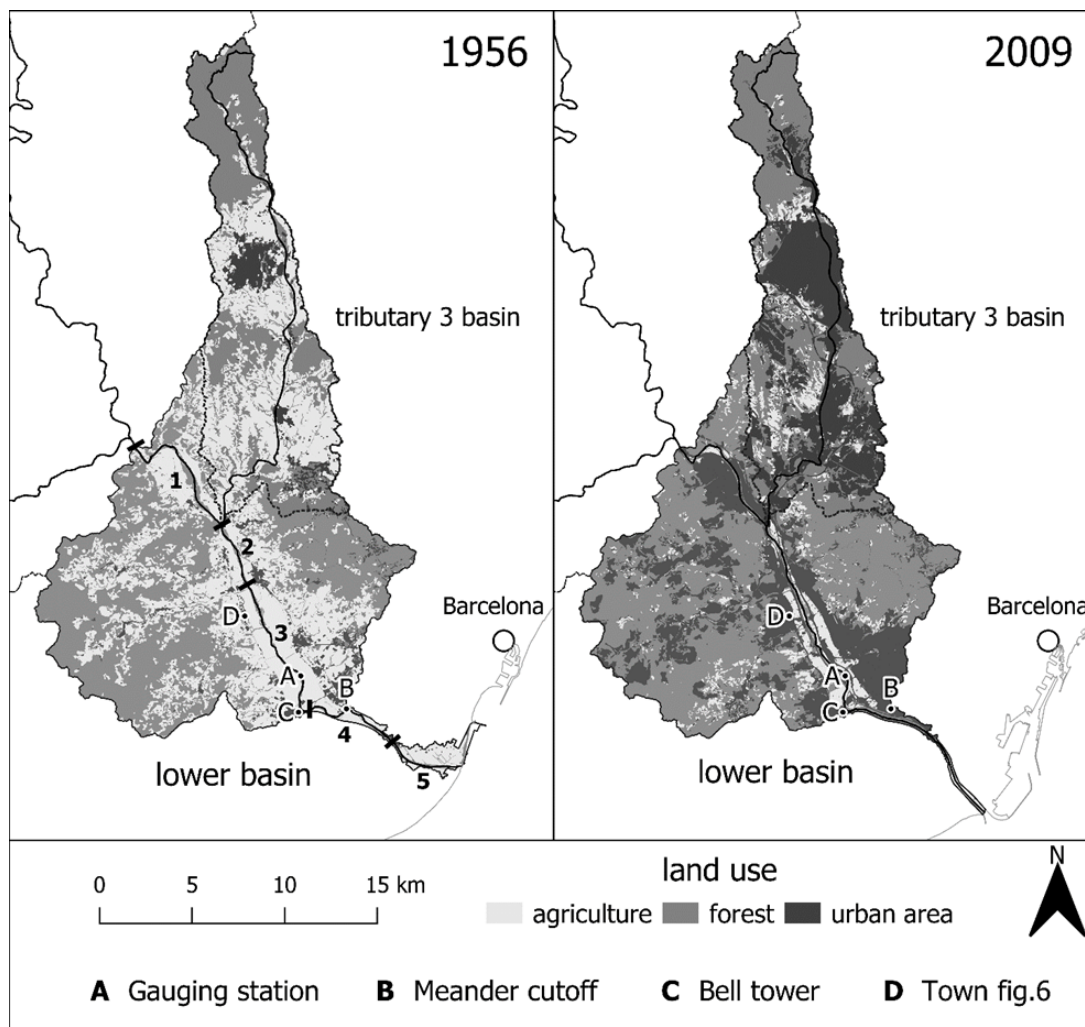 1956
2009
tributary 3 basin
tributary 3 basin
1
2
D
3
Barcelona
Barcelona
D
A
B
C
4
5
A
B
C
lower basin
lower basin
0 5 10 15 km
land use
agriculture forest urban area
N
A Gauging station B Meander cutoff C Bell tower D Town fig.6